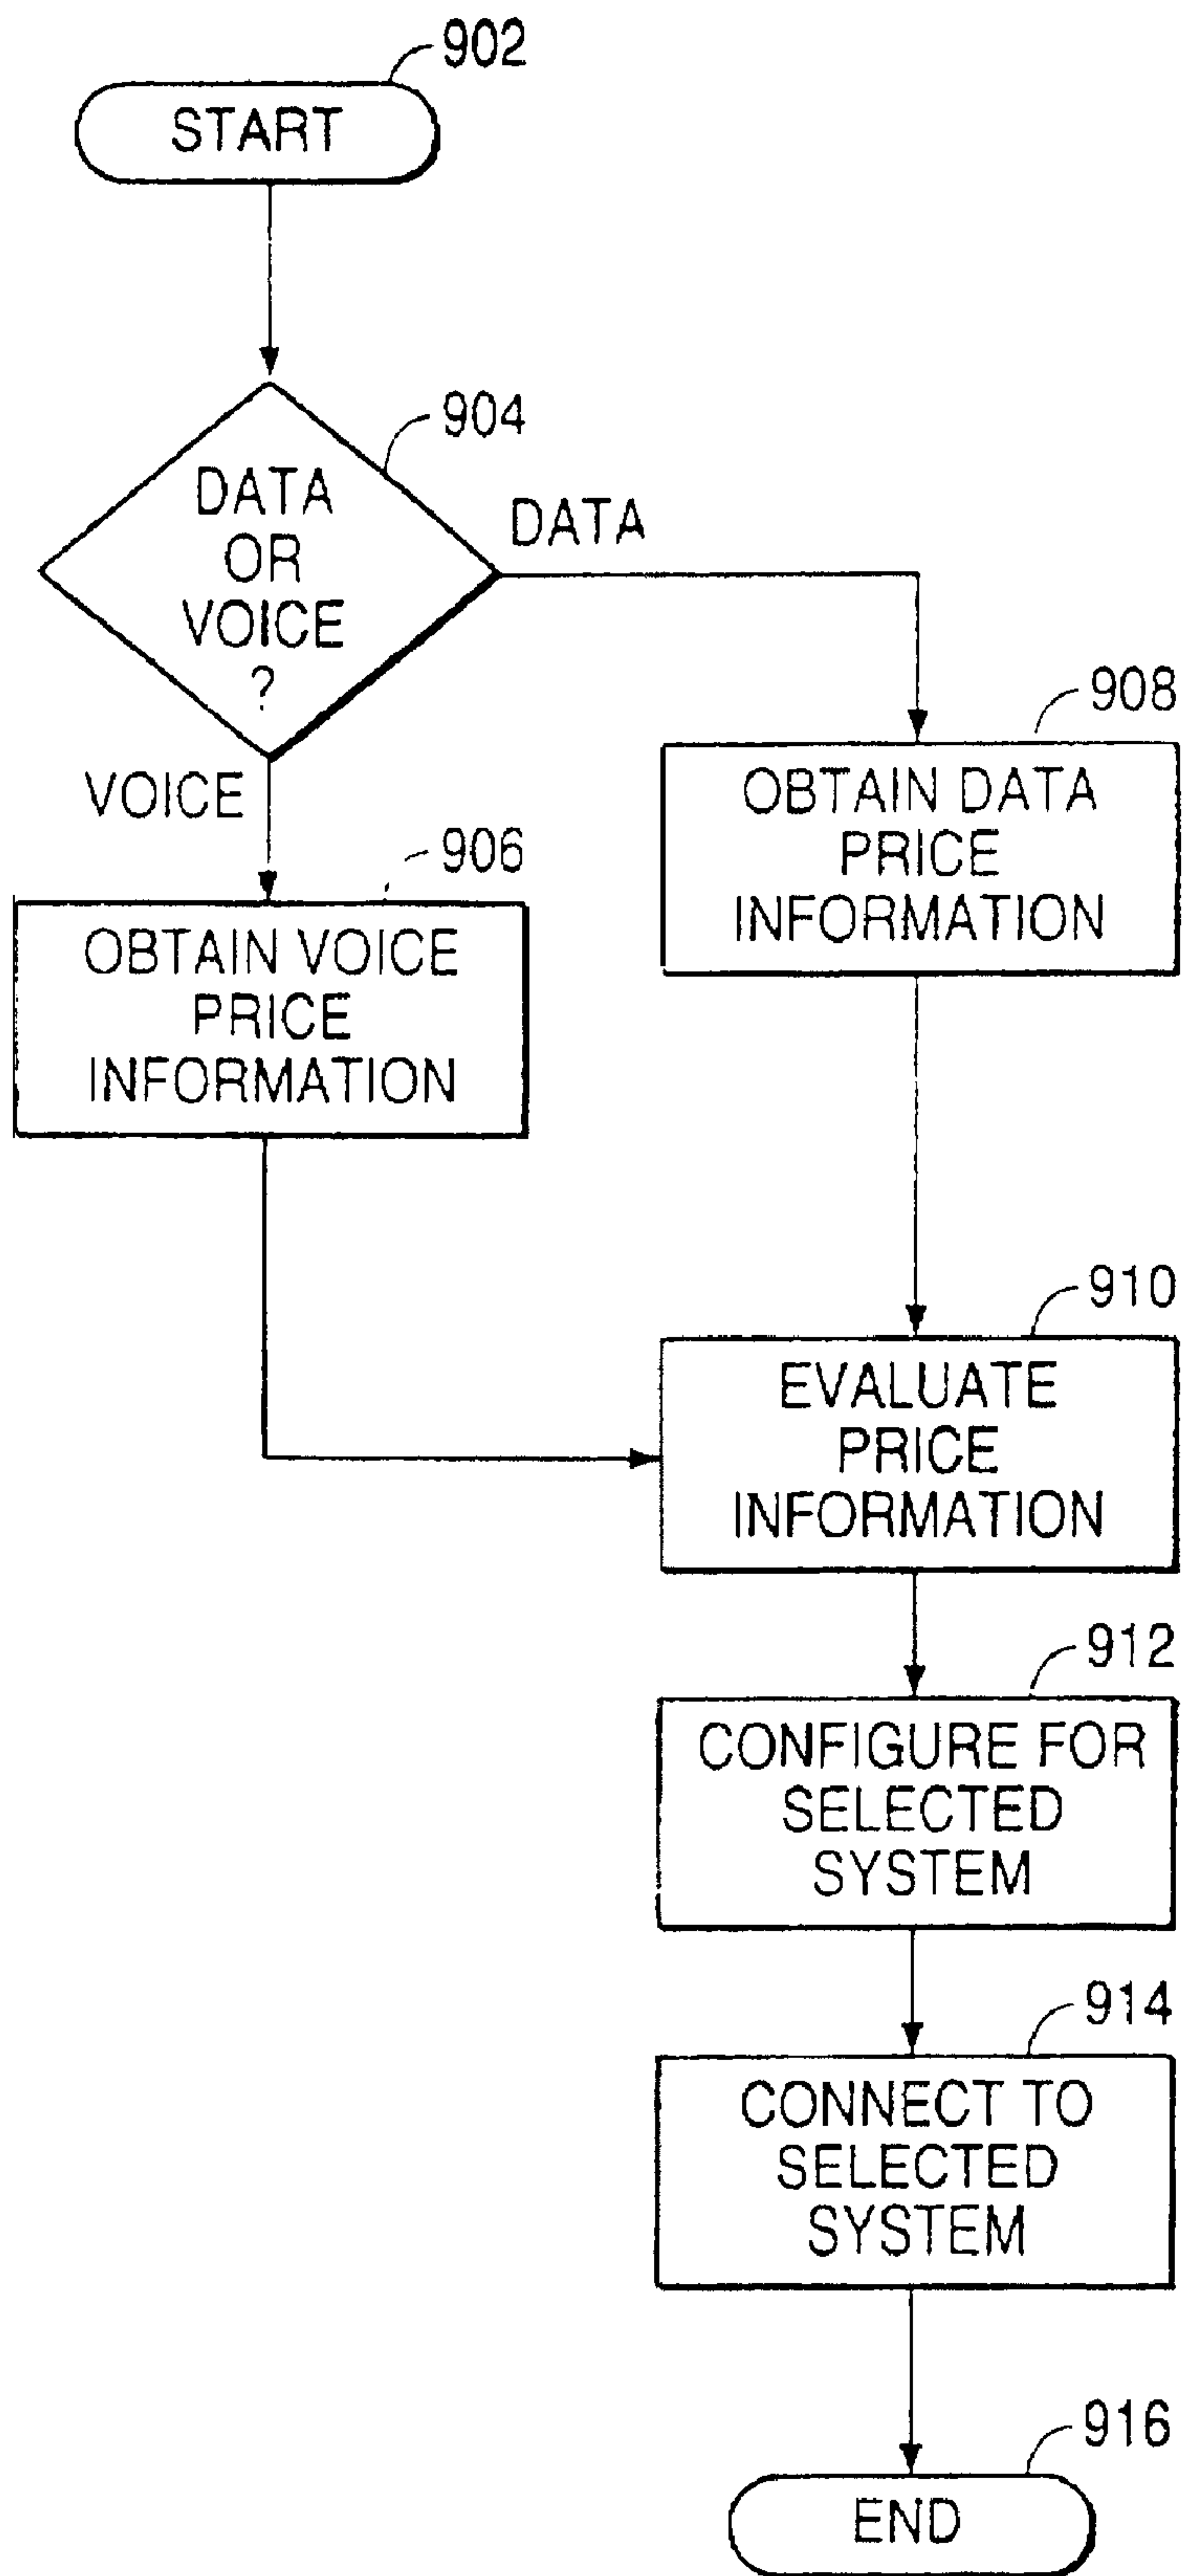 902
START
904
DATA
OR
VOICE
?
DATA
VOICE
908
OBTAIN DATA
PRICE
INFORMATION
906
OBTAIN VOICE
PRICE
INFORMATION
910
EVALUATE
PRICE
INFORMATION
912
CONFIGURE FOR
SELECTED
SYSTEM
914
CONNECT TO
SELECTED
SYSTEM
916
END